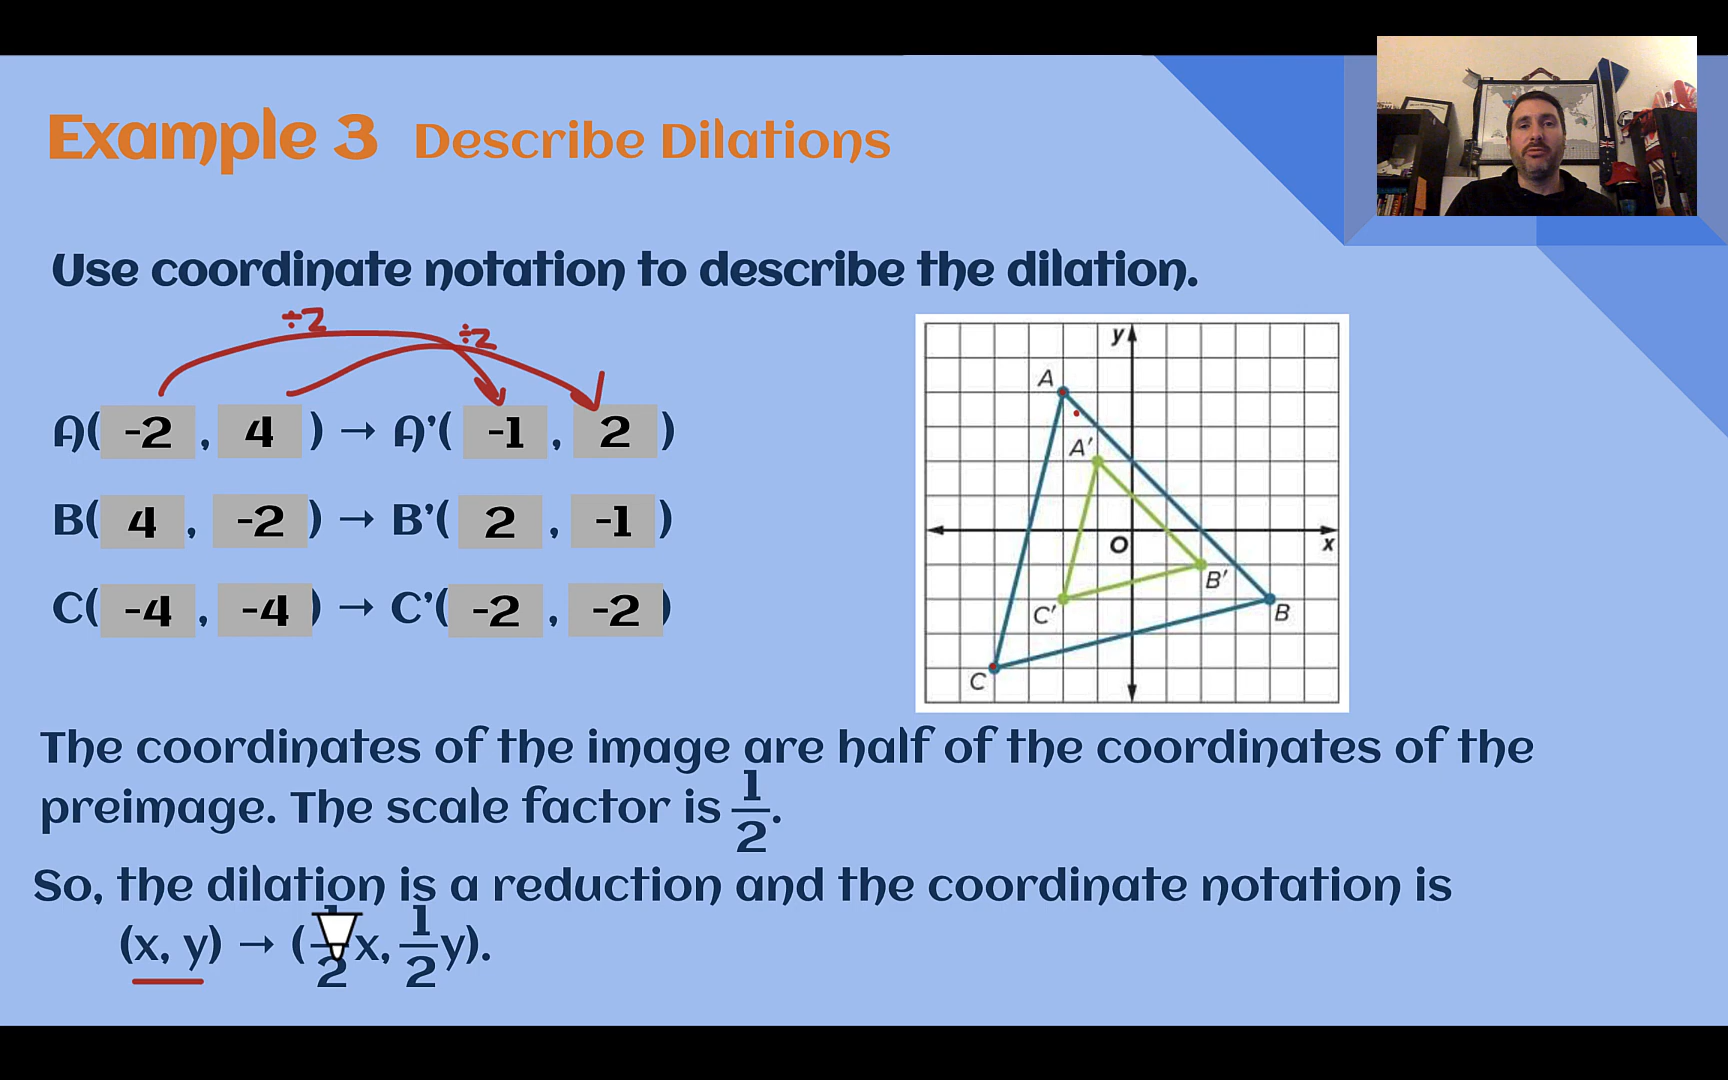 Example 3 Describe Dilations
Use coordinate notation to describe the dilation.
÷2 ÷2
A( -2 , 4 ) → A'( -1 , 2 )
B( 4 , -2 ) → B'( 2 , -1 )
C( -4 , -4 ) → C'( -2 , -2 )
y
A
A'
O
x
B'
C'
B
C
The coordinates of the image are half of the coordinates of the
preimage. The scale factor is 1/2.
So, the dilation is a reduction and the coordinate notation is
(x, y) → (1/2x, 1/2y).